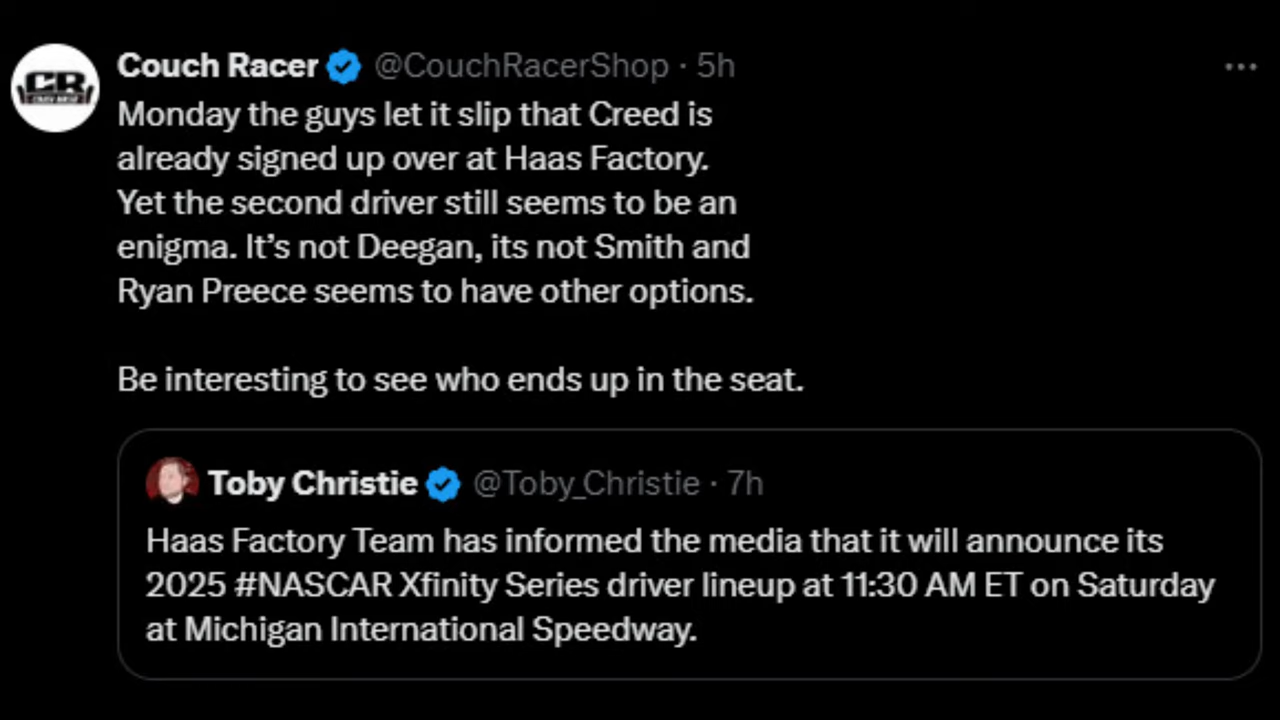 Couch Racer @CouchRacerShop · 5h
Monday the guys let it slip that Creed is
already signed up over at Haas Factory.
Yet the second driver still seems to be an
enigma. It’s not Deegan, its not Smith and
Ryan Preece seems to have other options.
Be interesting to see who ends up in the seat.
Toby Christie @Toby_Christie · 7h
Haas Factory Team has informed the media that it will announce its
2025 #NASCAR Xfinity Series driver lineup at 11:30 AM ET on Saturday
at Michigan International Speedway.